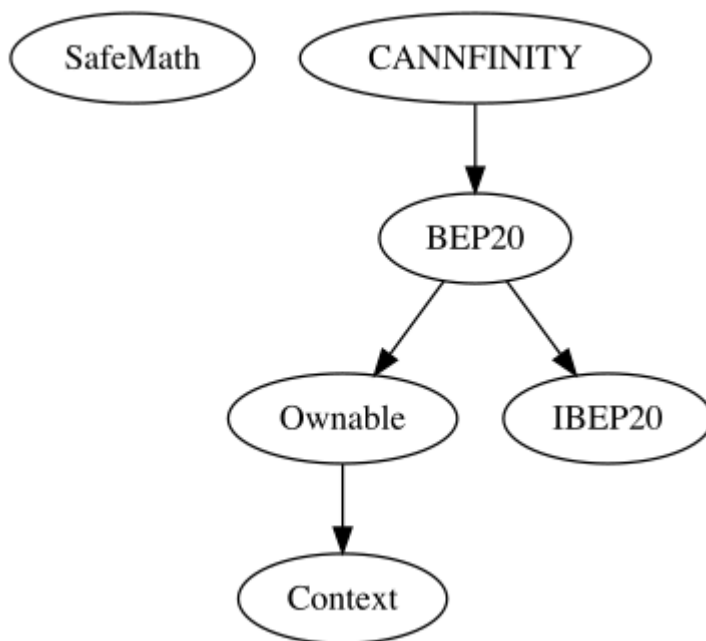 SafeMath
CANNFINITY
BEP20
Ownable
IBEP20
Context